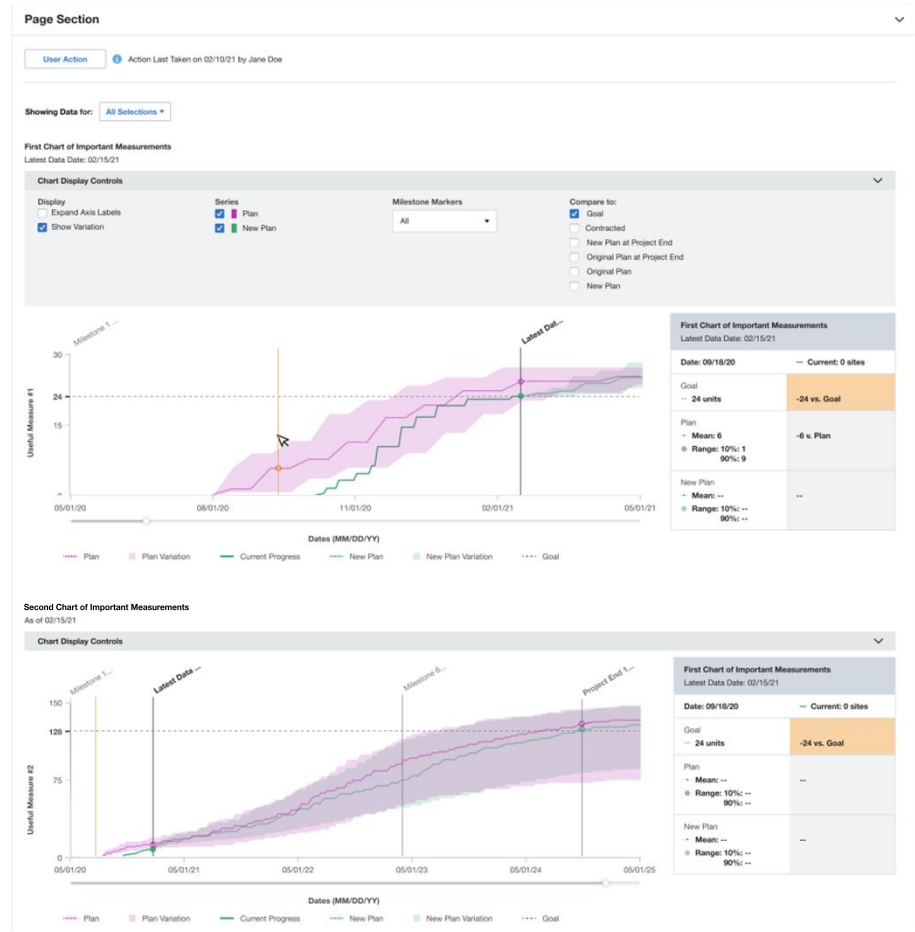 Page Section
User Action
Action Last Taken on 02/10/21 by Jane Doe
Showing Data for:
All Selections
First Chart of Important Measurements
Latest Data Date: 02/15/21
Chart Display Controls
Display
Expand Axis Labels
Show Variation
Series
Plan
New Plan
Milestone Markers
All
Compare to:
Goal
Contracted
New Plan at Project End
Original Plan at Project End
Original Plan
New Plan
Milestone 1 ...
Latest Dat...
Useful Measure #1
30
24
15
0
05/01/20
08/01/20
11/01/20
02/01/21
05/01/21
Dates (MM/DD/YY)
Plan
Plan Variation
Current Progress
New Plan
New Plan Variation
Goal
First Chart of Important Measurements
Latest Data Date: 02/15/21
Date: 09/18/20
Current: 0 sites
Goal
24 units
-24 vs. Goal
Plan
Mean: 6
Range: 10%: 1
90%: 9
-6 v. Plan
New Plan
Mean: --
Range: 10%: --
90%: --
--
Second Chart of Important Measurements
As of 02/15/21
Chart Display Controls
Milestone 1...
Latest Data ...
Milestone 6...
Project End 1...
Useful Measure #2
150
128
75
0
05/01/20
05/01/21
05/01/22
05/01/23
05/01/24
05/01/25
Dates (MM/DD/YY)
Plan
Plan Variation
Current Progress
New Plan
New Plan Variation
Goal
First Chart of Important Measurements
Latest Data Date: 02/15/21
Date: 09/18/20
Current: 0 sites
Goal
24 units
-24 vs. Goal
Plan
Mean: --
Range: 10%: --
90%: --
--
New Plan
Mean: --
Range: 10%: --
90%: --
--